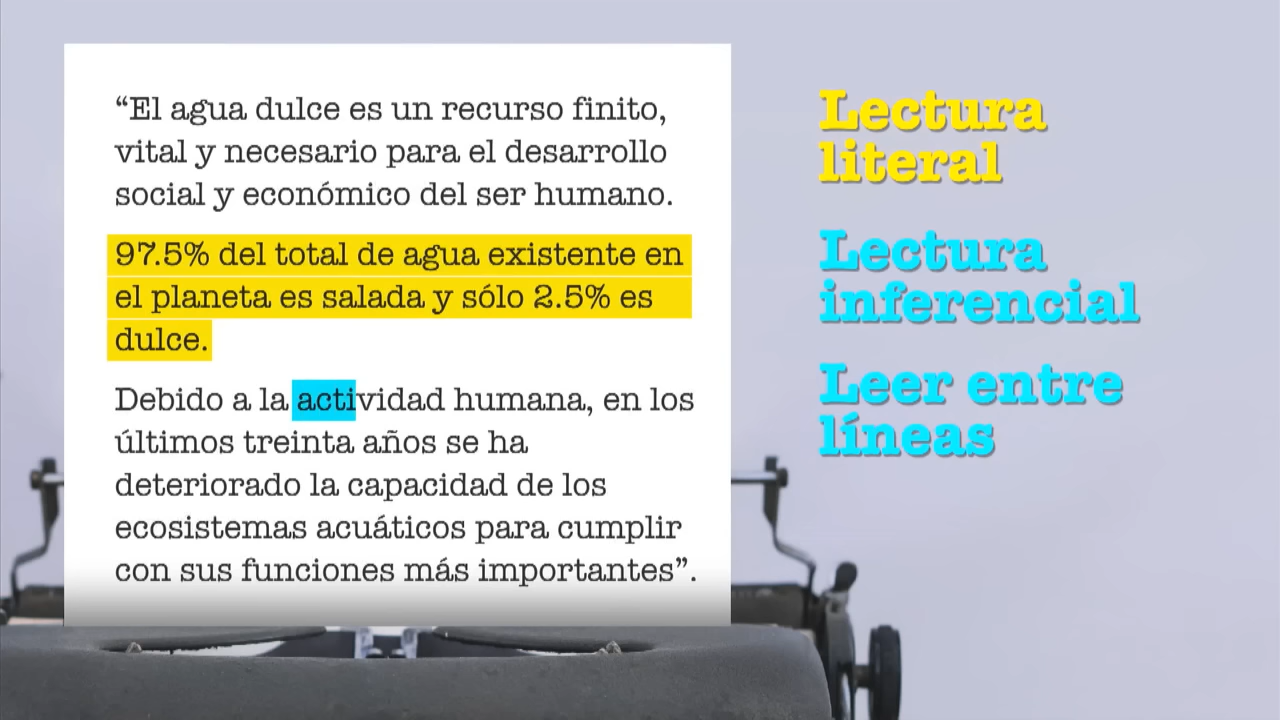 “El agua dulce es un recurso finito,
vital y necesario para el desarrollo
social y económico del ser humano.
97.5% del total de agua existente en
el planeta es salada y sólo 2.5% es
dulce.
Debido a la actividad humana, en los
últimos treinta años se ha
deteriorado la capacidad de los
ecosistemas acuáticos para cumplir
con sus funciones más importantes”.
Lectura
literal
Lectura
inferencial
Leer entre
líneas